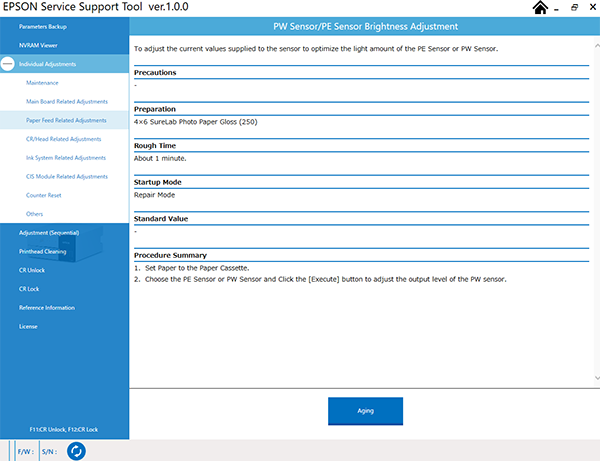 EPSON Service Support Tool ver.1.0.0
Parameters Backup
NVRAM Viewer
Individual Adjustments
Maintenance
Main Board Related Adjustments
Paper Feed Related Adjustments
CR/Head Related Adjustments
Ink System Related Adjustments
CIS Module Related Adjustments
Counter Reset
Others
Adjustment (Sequential)
Printhead Cleaning
CR Unlock
CR Lock
Reference Information
License
F11:CR Unlock, F12:CR Lock
PW Sensor/PE Sensor Brightness Adjustment
To adjust the current values supplied to the sensor to optimize the light amount of the PE Sensor or PW Sensor.
Precautions
-
Preparation
4×6 SureLab Photo Paper Gloss (250)
Rough Time
About 1 minute.
Startup Mode
Repair Mode
Standard Value
-
Procedure Summary
1. Set Paper to the Paper Cassette.
2. Choose the PE Sensor or PW Sensor and Click the [Execute] button to adjust the output level of the PW sensor.
Aging
F/W : S/N :